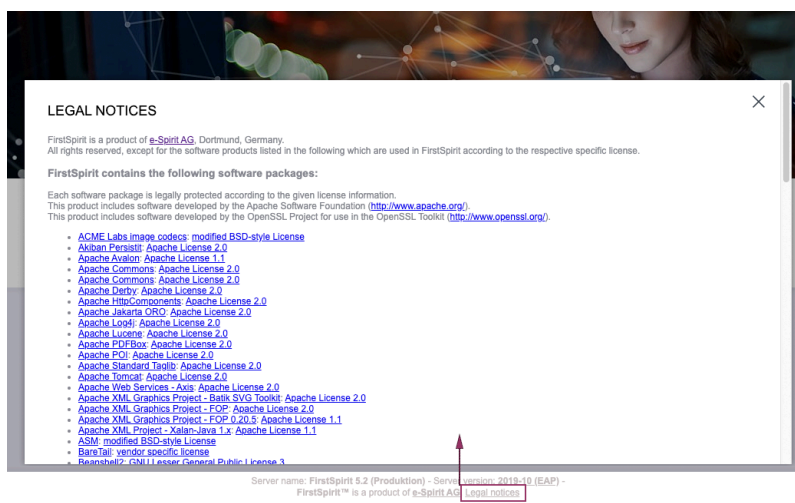 LEGAL NOTICES
FirstSpirit is a product of e-Spirit AG, Dortmund, Germany.
All rights reserved, except for the software products listed in the following which are used in FirstSpirit according to the respective specific license.
FirstSpirit contains the following software packages:
Each software package is legally protected according to the given license information.
This product includes software developed by the Apache Software Foundation (http://www.apache.org/).
This product includes software developed by the OpenSSL Project for use in the OpenSSL Toolkit (http://www.openssl.org/).
ACME Labs image codecs: modified BSD-style License
Akiban Persistit: Apache License 2.0
Apache Avalon: Apache License 1.1
Apache Commons: Apache License 2.0
Apache Commons: Apache License 2.0
Apache Derby: Apache License 2.0
Apache HttpComponents: Apache License 2.0
Apache Jakarta ORO: Apache License 2.0
Apache Log4j: Apache License 2.0
Apache Lucene: Apache License 2.0
Apache PDFBox: Apache License 2.0
Apache POI: Apache License 2.0
Apache Standard Taglib: Apache License 2.0
Apache Tomcat: Apache License 2.0
Apache Web Services - Axis: Apache License 2.0
Apache XML Graphics Project - Batik SVG Toolkit: Apache License 2.0
Apache XML Graphics Project - FOP: Apache License 2.0
Apache XML Graphics Project - FOP 0.20.5: Apache License 1.1
Apache XML Project - Xalan-Java 1.x: Apache License 1.1
ASM: modified BSD-style License
BareTail: vendor specific license
Beanshell2: GNU Lesser General Public License 3
Server name: FirstSpirit 5.2 (Produktion) - Server version: 2019-10 (EAP) -
FirstSpirit™ is a product of e-Spirit AG Legal notices